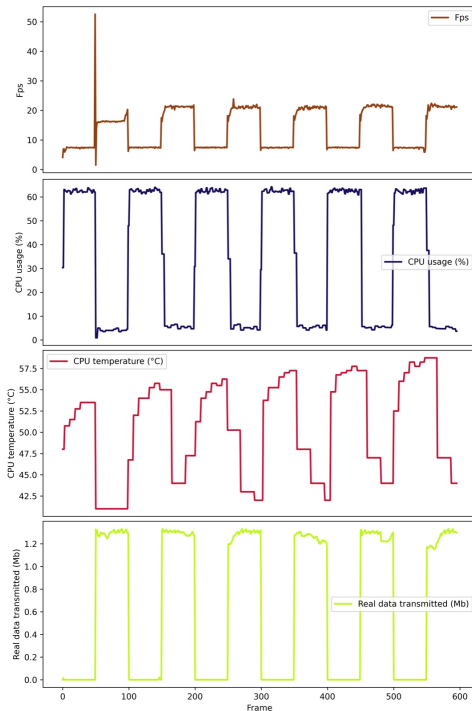 Fps
50
40
30
20
10
0
Fps
CPU usage (%)
60
50
40
30
20
10
0
CPU usage (%)
CPU temperature (°C)
57.5
55.0
52.5
50.0
47.5
45.0
42.5
CPU temperature (°C)
Real data transmitted (Mb)
1.2
1.0
0.8
0.6
0.4
0.2
0.0
Real data transmitted (Mb)
0 100 200 300 400 500 600
Frame